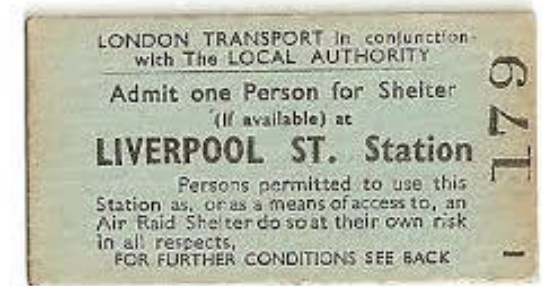 LONDON TRANSPORT in conjunction
with The LOCAL AUTHORITY
Admit one Person for Shelter
(If available) at
LIVERPOOL ST. Station
Persons permitted to use this
Station as, or as a means of access to, an
Air Raid Shelter do so at their own risk
in all respects,
FOR FURTHER CONDITIONS SEE BACK
179